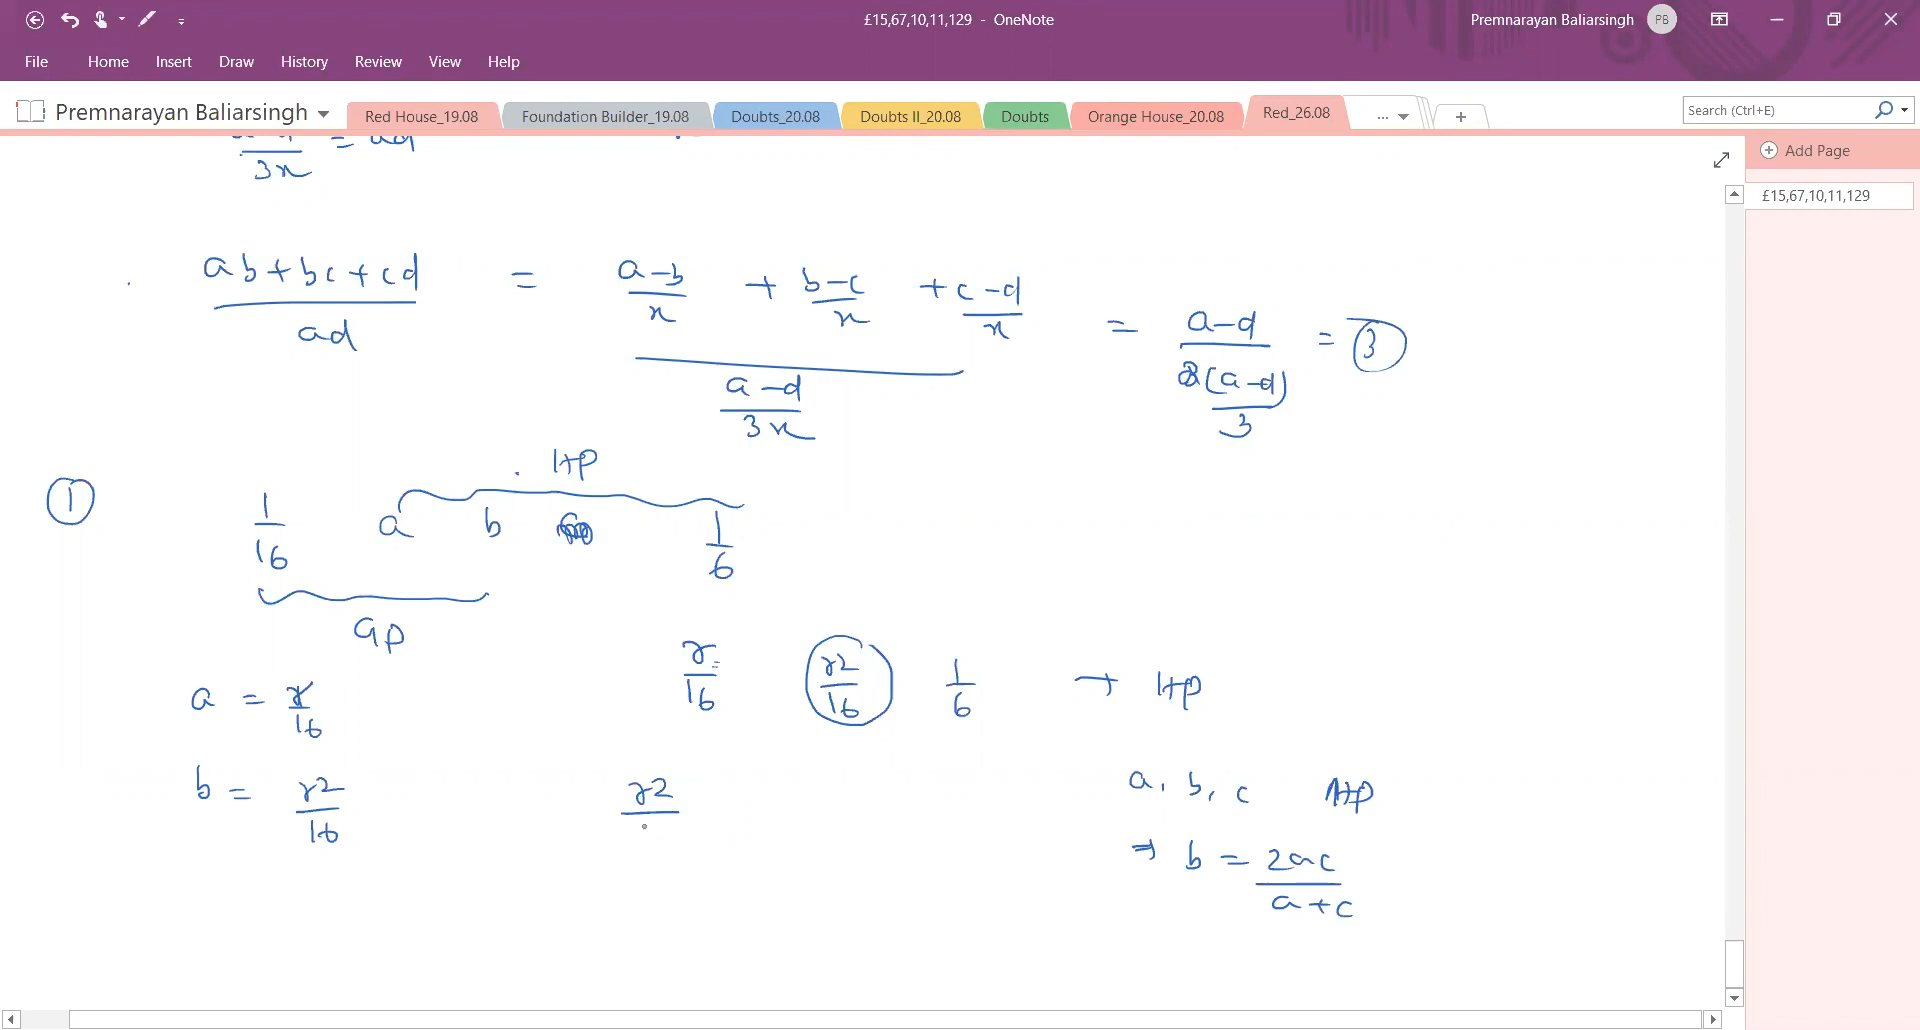 £15,67,10,11,129 - OneNote
Premnarayan Baliarsingh PB
File Home Insert Draw History Review View Help
Premnarayan Baliarsingh
Red House_19.08 Foundation Builder_19.08 Doubts_20.08 Doubts II_20.08 Doubts Orange House_20.08 Red_26.08 ... +
Search (Ctrl+E)
Add Page
£15,67,10,11,129
/3x = ad
(ab+bc+cd)/ad = ((a-b)/x + (b-c)/x + (c-d)/x)/((a-d)/3x) = (a-d)/((a-d)/3) = 3
HP
① 1/16 a b 1/6
GP
r/16 r2/16 1/6 → HP
a = r/16
a, b, c HP
b = r2/16 r2
⇒ b = 2ac/(a+c)